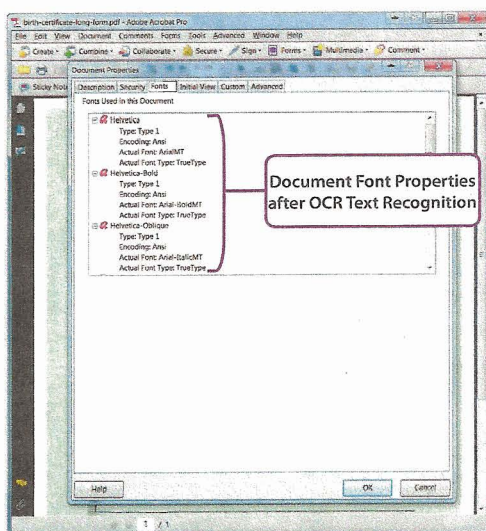 birth-certificate-long-form.pdf - Adobe Acrobat Pro
File Edit View Document Comments Forms Tools Advanced Window Help
Create Combine Collaborate Secure Sign Forms Multimedia Comment
Sticky Note
Document Properties
Description Security Fonts Initial View Custom Advanced
Fonts Used in this Document
Helvetica
Type: Type 1
Encoding: Ansi
Actual Font: ArialMT
Actual Font Type: TrueType
Helvetica-Bold
Type: Type 1
Encoding: Ansi
Actual Font: Arial-BoldMT
Actual Font Type: TrueType
Helvetica-Oblique
Type: Type 1
Encoding: Ansi
Actual Font: Arial-ItalicMT
Actual Font Type: TrueType
Document Font Properties
after OCR Text Recognition
Help OK Cancel
1 / 1